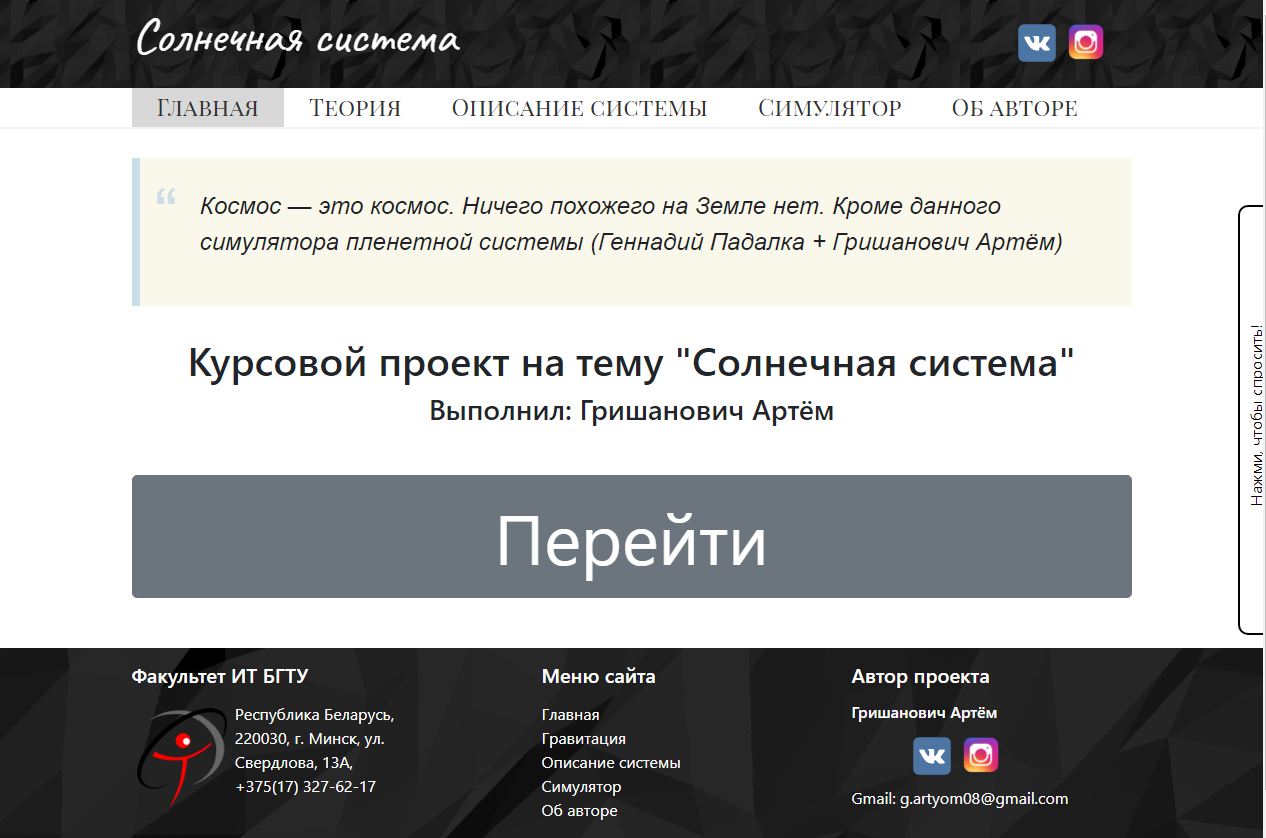 Солнечная система
Главная Теория Описание системы Симулятор Об авторе
“
Космос — это космос. Ничего похожего на Земле нет. Кроме данного
симулятора пленетной системы (Геннадий Падалка + Гришанович Артём)
Нажми, чтобы спросить!
Курсовой проект на тему "Солнечная система"
Выполнил: Гришанович Артём
Перейти
Факультет ИТ БГТУ
Республика Беларусь,
220030, г. Минск, ул.
Свердлова, 13А,
+375(17) 327-62-17
Меню сайта
Главная
Гравитация
Описание системы
Симулятор
Об авторе
Автор проекта
Гришанович Артём
Gmail: g.artyom08@gmail.com